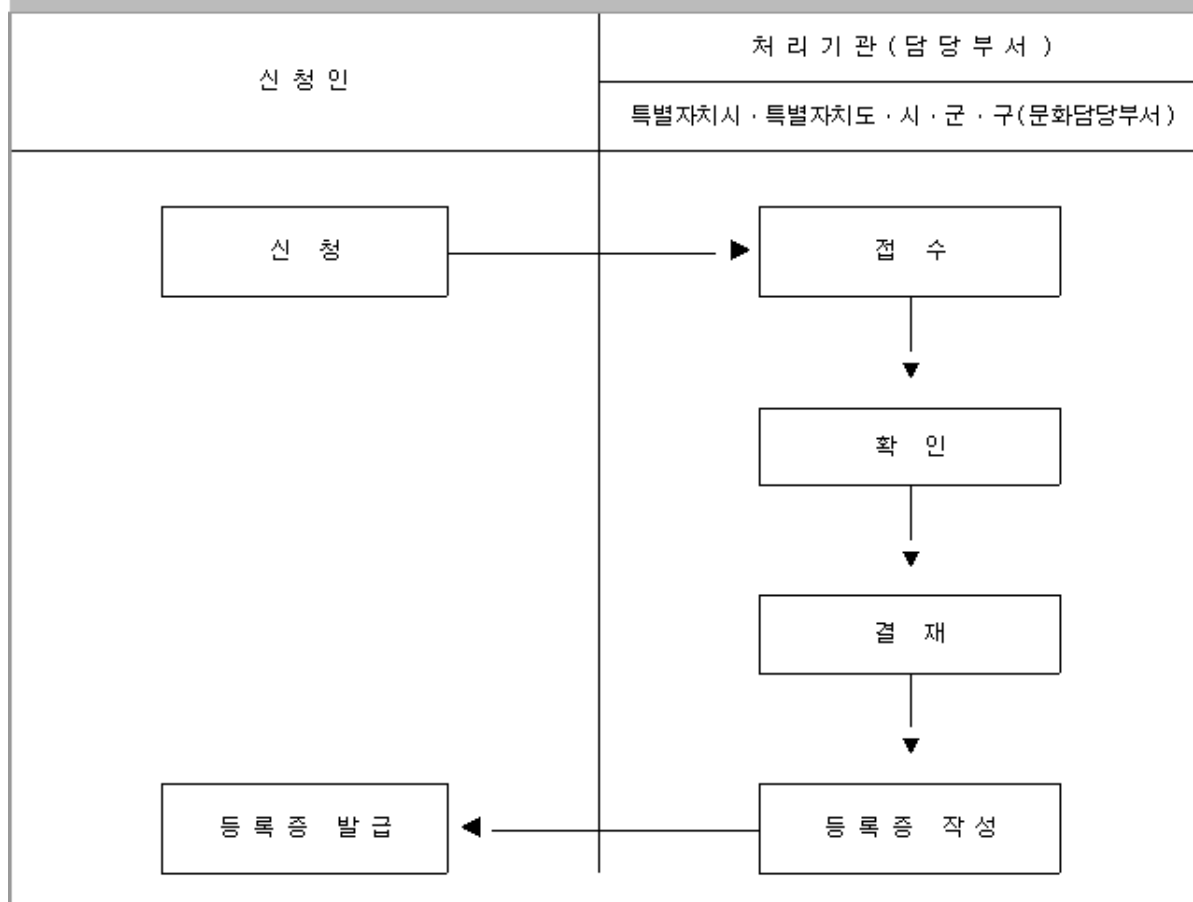 신 청 인
처 리 기 관 ( 담 당 부 서 )
특별자치시 · 특별자치도 · 시 · 군 · 구(문화담당부서)
신 청
접 수
확 인
결 재
등 록 증 발 급
등 록 증 작 성